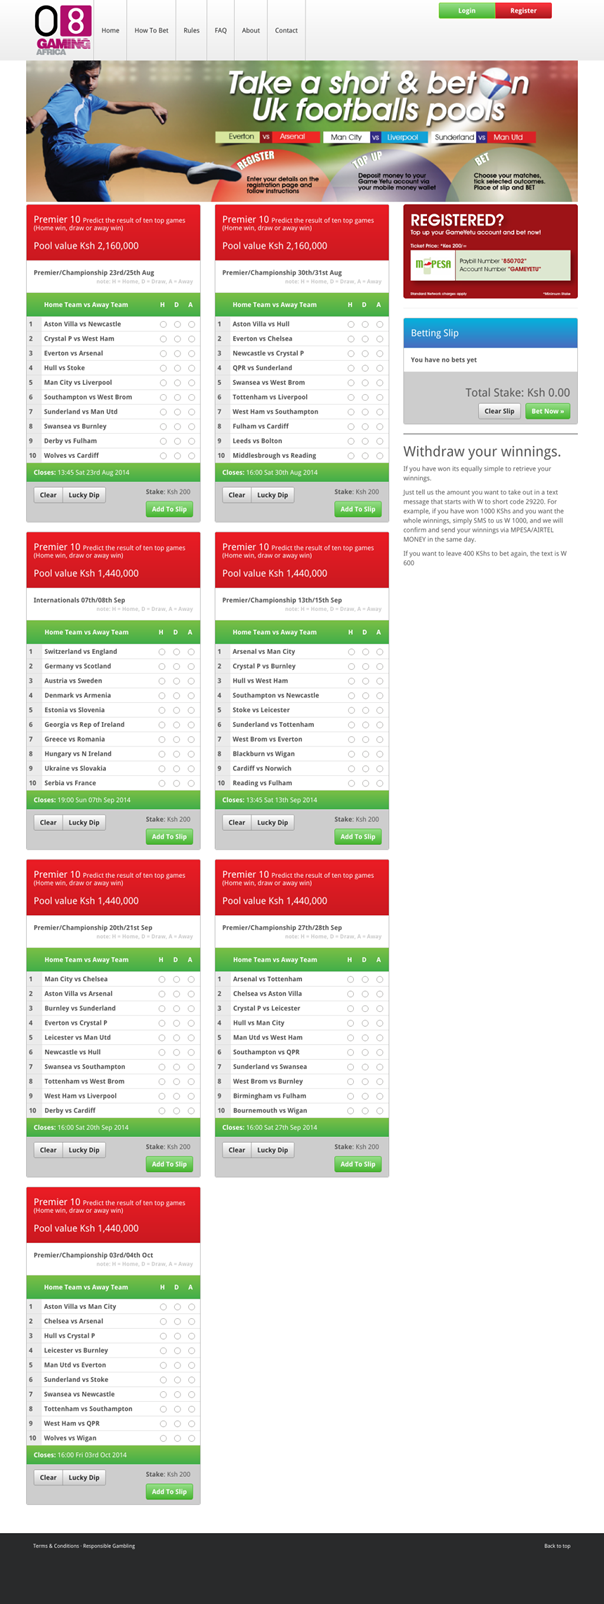 08
GAMING
AFRICA
Home
How To Bet
Rules
FAQ
About
Contact
Login
Register
Take a shot & bet on
Uk footballs pools
Everton vs Arsenal
Man City vs Liverpool
Sunderland vs Man Utd
REGISTER
Enter your details on the
registration page and
follow instructions
TOP UP
Deposit money to your
Game Yetu account via
your mobile money wallet
BET
Choose your matches,
tick selected outcomes.
Place of slip and BET
Premier 10 Predict the result of ten top games
(Home win, draw or away win)
Pool value Ksh 2,160,000
Premier/Championship 23rd/25th Aug
note: H = Home, D = Draw, A = Away
Home Team vs Away Team H D A
1 Aston Villa vs Newcastle
2 Crystal P vs West Ham
3 Everton vs Arsenal
4 Hull vs Stoke
5 Man City vs Liverpool
6 Southampton vs West Brom
7 Sunderland vs Man Utd
8 Swansea vs Burnley
9 Derby vs Fulham
10 Wolves vs Cardiff
Closes: 13:45 Sat 23rd Aug 2014
Clear Lucky Dip Stake: Ksh 200
Add To Slip
Premier 10 Predict the result of ten top games
(Home win, draw or away win)
Pool value Ksh 2,160,000
Premier/Championship 30th/31st Aug
note: H = Home, D = Draw, A = Away
Home Team vs Away Team H D A
1 Aston Villa vs Hull
2 Everton vs Chelsea
3 Newcastle vs Crystal P
4 QPR vs Sunderland
5 Swansea vs West Brom
6 Tottenham vs Liverpool
7 West Ham vs Southampton
8 Fulham vs Cardiff
9 Leeds vs Bolton
10 Middlesbrough vs Reading
Closes: 16:00 Sat 30th Aug 2014
Clear Lucky Dip Stake: Ksh 200
Add To Slip
REGISTERED?
Top up your GameYetu account and bet now!
Ticket Price: *Kes 200/=
M-PESA
Paybill Number "850702"
Account Number "GAMEYETU"
Standard Network charges apply
*Minimum Stake
Betting Slip
You have no bets yet
Total Stake: Ksh 0.00
Clear Slip Bet Now »
Withdraw your winnings.
If you have won its equally simple to retrieve your
winnings.
Just tell us the amount you want to take out in a text
message that starts with W to short code 29220. For
example, if you have won 1000 KShs and you want the
whole winnings, simply SMS to us W 1000, and we will
confirm and send your winnings via MPESA/AIRTEL
MONEY in the same day.
If you want to leave 400 KShs to bet again, the text is W
600
Premier 10 Predict the result of ten top games
(Home win, draw or away win)
Pool value Ksh 1,440,000
Internationals 07th/08th Sep
note: H = Home, D = Draw, A = Away
Home Team vs Away Team H D A
1 Switzerland vs England
2 Germany vs Scotland
3 Austria vs Sweden
4 Denmark vs Armenia
5 Estonia vs Slovenia
6 Georgia vs Rep of Ireland
7 Greece vs Romania
8 Hungary vs N Ireland
9 Ukraine vs Slovakia
10 Serbia vs France
Closes: 19:00 Sun 07th Sep 2014
Clear Lucky Dip Stake: Ksh 200
Add To Slip
Premier 10 Predict the result of ten top games
(Home win, draw or away win)
Pool value Ksh 1,440,000
Premier/Championship 13th/15th Sep
note: H = Home, D = Draw, A = Away
Home Team vs Away Team H D A
1 Arsenal vs Man City
2 Crystal P vs Burnley
3 Hull vs West Ham
4 Southampton vs Newcastle
5 Stoke vs Leicester
6 Sunderland vs Tottenham
7 West Brom vs Everton
8 Blackburn vs Wigan
9 Cardiff vs Norwich
10 Reading vs Fulham
Closes: 13:45 Sat 13th Sep 2014
Clear Lucky Dip Stake: Ksh 200
Add To Slip
Premier 10 Predict the result of ten top games
(Home win, draw or away win)
Pool value Ksh 1,440,000
Premier/Championship 20th/21st Sep
note: H = Home, D = Draw, A = Away
Home Team vs Away Team H D A
1 Man City vs Chelsea
2 Aston Villa vs Arsenal
3 Burnley vs Sunderland
4 Everton vs Crystal P
5 Leicester vs Man Utd
6 Newcastle vs Hull
7 Swansea vs Southampton
8 Tottenham vs West Brom
9 West Ham vs Liverpool
10 Derby vs Cardiff
Closes: 16:00 Sat 20th Sep 2014
Clear Lucky Dip Stake: Ksh 200
Add To Slip
Premier 10 Predict the result of ten top games
(Home win, draw or away win)
Pool value Ksh 1,440,000
Premier/Championship 27th/28th Sep
note: H = Home, D = Draw, A = Away
Home Team vs Away Team H D A
1 Arsenal vs Tottenham
2 Chelsea vs Aston Villa
3 Crystal P vs Leicester
4 Hull vs Man City
5 Man Utd vs West Ham
6 Southampton vs QPR
7 Sunderland vs Swansea
8 West Brom vs Burnley
9 Birmingham vs Fulham
10 Bournemouth vs Wigan
Closes: 16:00 Sat 27th Sep 2014
Clear Lucky Dip Stake: Ksh 200
Add To Slip
Premier 10 Predict the result of ten top games
(Home win, draw or away win)
Pool value Ksh 1,440,000
Premier/Championship 03rd/04th Oct
note: H = Home, D = Draw, A = Away
Home Team vs Away Team H D A
1 Aston Villa vs Man City
2 Chelsea vs Arsenal
3 Hull vs Crystal P
4 Leicester vs Burnley
5 Man Utd vs Everton
6 Sunderland vs Stoke
7 Swansea vs Newcastle
8 Tottenham vs Southampton
9 West Ham vs QPR
10 Wolves vs Wigan
Closes: 16:00 Fri 03rd Oct 2014
Clear Lucky Dip Stake: Ksh 200
Add To Slip
Terms & Conditions - Responsible Gambling
Back to top